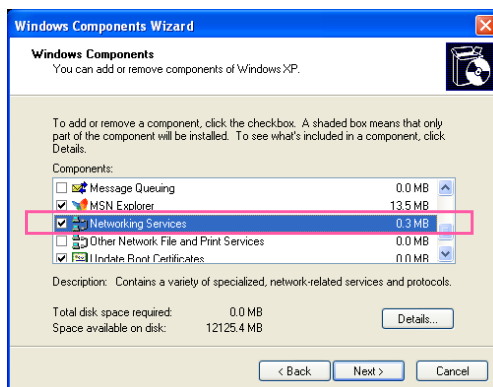 Windows Components Wizard
Windows Components
You can add or remove components of Windows XP.
To add or remove a component, click the checkbox. A shaded box means that only
part of the component will be installed. To see what's included in a component, click
Details.
Components:
Message Queuing 0.0 MB
MSN Explorer 13.5 MB
Networking Services 0.3 MB
Other Network File and Print Services 0.0 MB
Update Root Certificates 0.0 MB
Description: Contains a variety of specialized, network-related services and protocols.
Total disk space required: 0.0 MB
Space available on disk: 12125.4 MB
Details...
< Back Next > Cancel